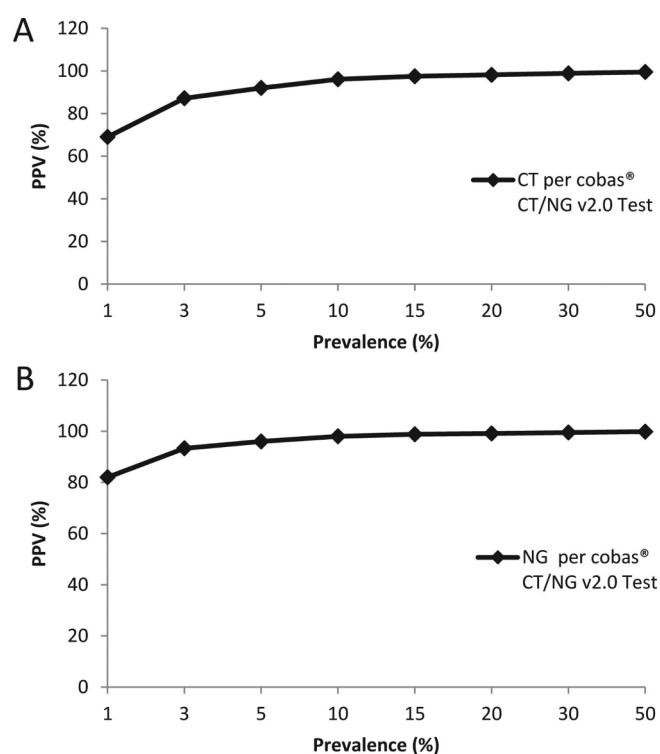 A
120
100
80
60
40
20
0
PPV (%)
CT per cobas®
CT/NG v2.0 Test
1 3 5 10 15 20 30 50
Prevalence (%)
B
120
100
80
60
40
20
0
PPV (%)
NG per cobas®
CT/NG v2.0 Test
1 3 5 10 15 20 30 50
Prevalence (%)